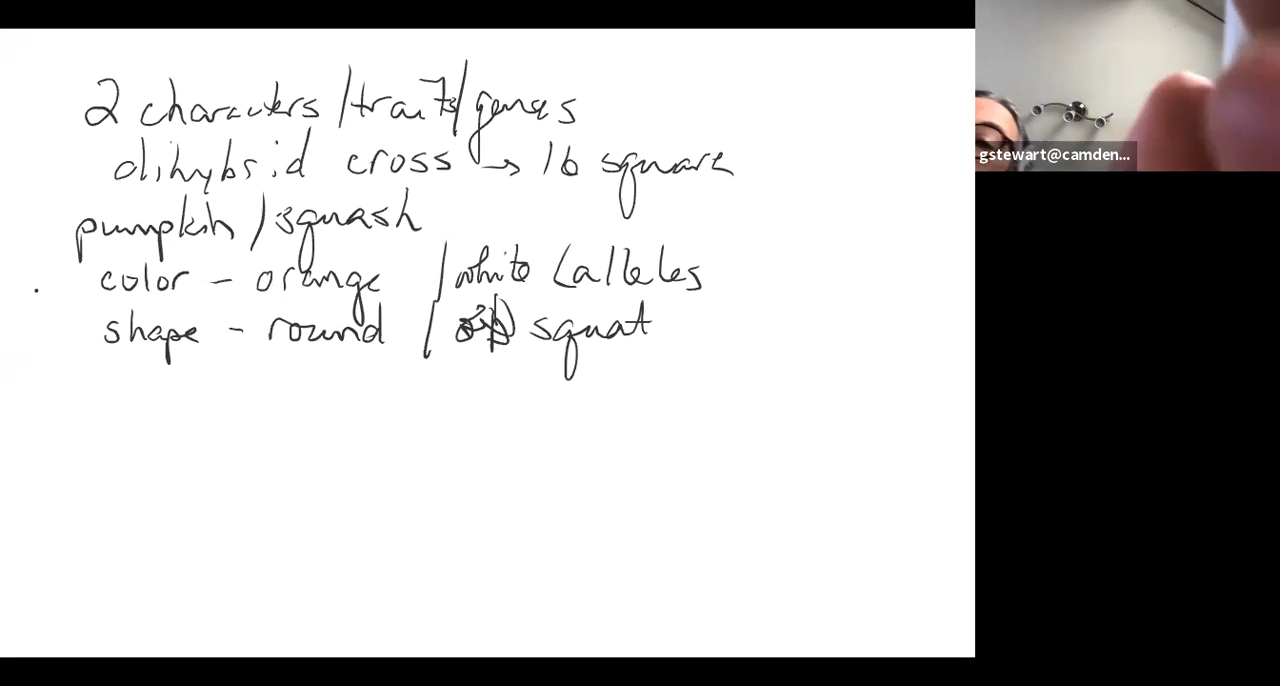 2 characters/traits/genes
dihybrid cross → 16 square
pumpkin/squash
color - orange /white (alleles
shape - round / squat
gstewart@camden...